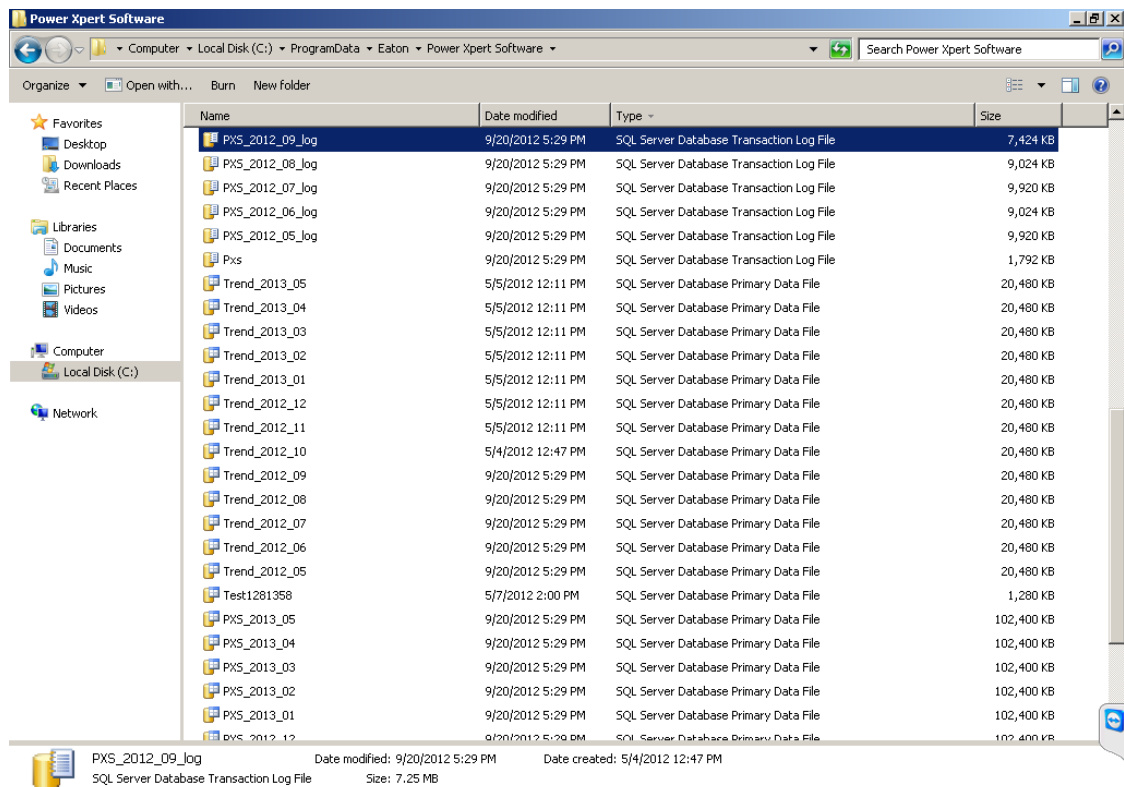 Power Xpert Software
Computer Local Disk (C:) ProgramData Eaton Power Xpert Software Search Power Xpert Software
Organize Open with... Burn New folder
Favorites
Desktop
Downloads
Recent Places
Libraries
Documents
Music
Pictures
Videos
Computer
Local Disk (C:)
Network
Name Date modified Type Size
PXS_2012_09_log 9/20/2012 5:29 PM SQL Server Database Transaction Log File 7,424 KB
PXS_2012_08_log 9/20/2012 5:29 PM SQL Server Database Transaction Log File 9,024 KB
PXS_2012_07_log 9/20/2012 5:29 PM SQL Server Database Transaction Log File 9,920 KB
PXS_2012_06_log 9/20/2012 5:29 PM SQL Server Database Transaction Log File 9,024 KB
PXS_2012_05_log 9/20/2012 5:29 PM SQL Server Database Transaction Log File 9,920 KB
Pxs 9/20/2012 5:29 PM SQL Server Database Transaction Log File 1,792 KB
Trend_2013_05 5/5/2012 12:11 PM SQL Server Database Primary Data File 20,480 KB
Trend_2013_04 5/5/2012 12:11 PM SQL Server Database Primary Data File 20,480 KB
Trend_2013_03 5/5/2012 12:11 PM SQL Server Database Primary Data File 20,480 KB
Trend_2013_02 5/5/2012 12:11 PM SQL Server Database Primary Data File 20,480 KB
Trend_2013_01 5/5/2012 12:11 PM SQL Server Database Primary Data File 20,480 KB
Trend_2012_12 5/5/2012 12:11 PM SQL Server Database Primary Data File 20,480 KB
Trend_2012_11 5/5/2012 12:11 PM SQL Server Database Primary Data File 20,480 KB
Trend_2012_10 5/4/2012 12:47 PM SQL Server Database Primary Data File 20,480 KB
Trend_2012_09 9/20/2012 5:29 PM SQL Server Database Primary Data File 20,480 KB
Trend_2012_08 9/20/2012 5:29 PM SQL Server Database Primary Data File 20,480 KB
Trend_2012_07 9/20/2012 5:29 PM SQL Server Database Primary Data File 20,480 KB
Trend_2012_06 9/20/2012 5:29 PM SQL Server Database Primary Data File 20,480 KB
Trend_2012_05 9/20/2012 5:29 PM SQL Server Database Primary Data File 20,480 KB
Test1281358 5/7/2012 2:00 PM SQL Server Database Primary Data File 1,280 KB
PXS_2013_05 9/20/2012 5:29 PM SQL Server Database Primary Data File 102,400 KB
PXS_2013_04 9/20/2012 5:29 PM SQL Server Database Primary Data File 102,400 KB
PXS_2013_03 9/20/2012 5:29 PM SQL Server Database Primary Data File 102,400 KB
PXS_2013_02 9/20/2012 5:29 PM SQL Server Database Primary Data File 102,400 KB
PXS_2013_01 9/20/2012 5:29 PM SQL Server Database Primary Data File 102,400 KB
PXS_2012_12 9/20/2012 5:29 PM SQL Server Database Primary Data File 102,400 KB
PXS_2012_09_log Date modified: 9/20/2012 5:29 PM Date created: 5/4/2012 12:47 PM
SQL Server Database Transaction Log File Size: 7.25 MB